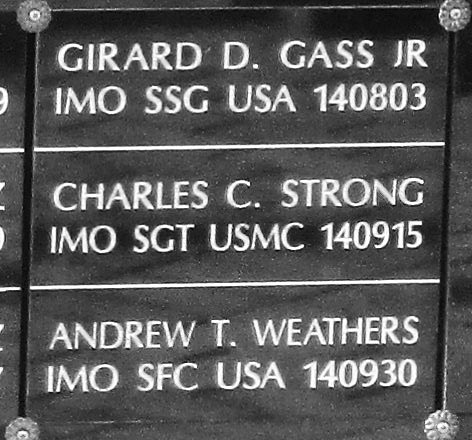 GIRARD D. GASS JR
IMO SSG USA 140803
CHARLES C. STRONG
IMO SGT USMC 140915
ANDREW T. WEATHERS
IMO SFC USA 140930